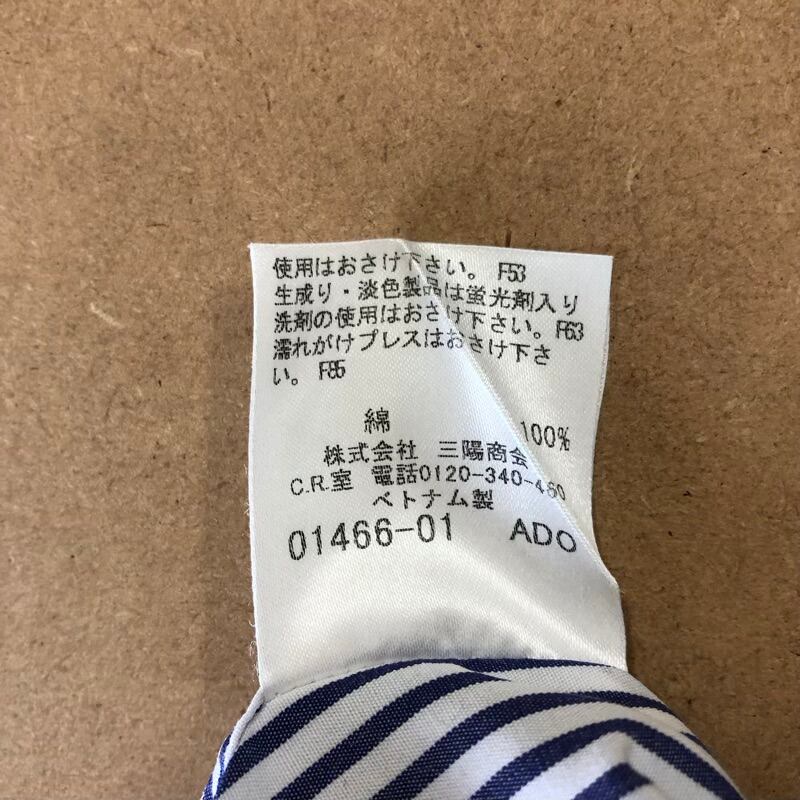 使用はおさけ下さい。 F53
生成り・淡色製品は蛍光剤入り
洗剤の使用はおさけ下さい。F63
濡れがけプレスはおさけ下さ
い。 F85
綿 100%
株式会社 三陽商会
C.R.室 電話0120-340-460
ベトナム製
01466-01 ADO